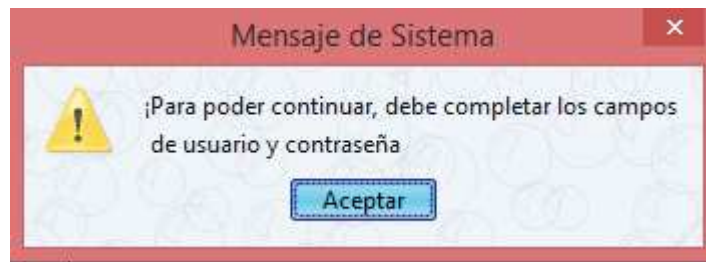 Mensaje de Sistema
¡Para poder continuar, debe completar los campos
de usuario y contraseña
Aceptar